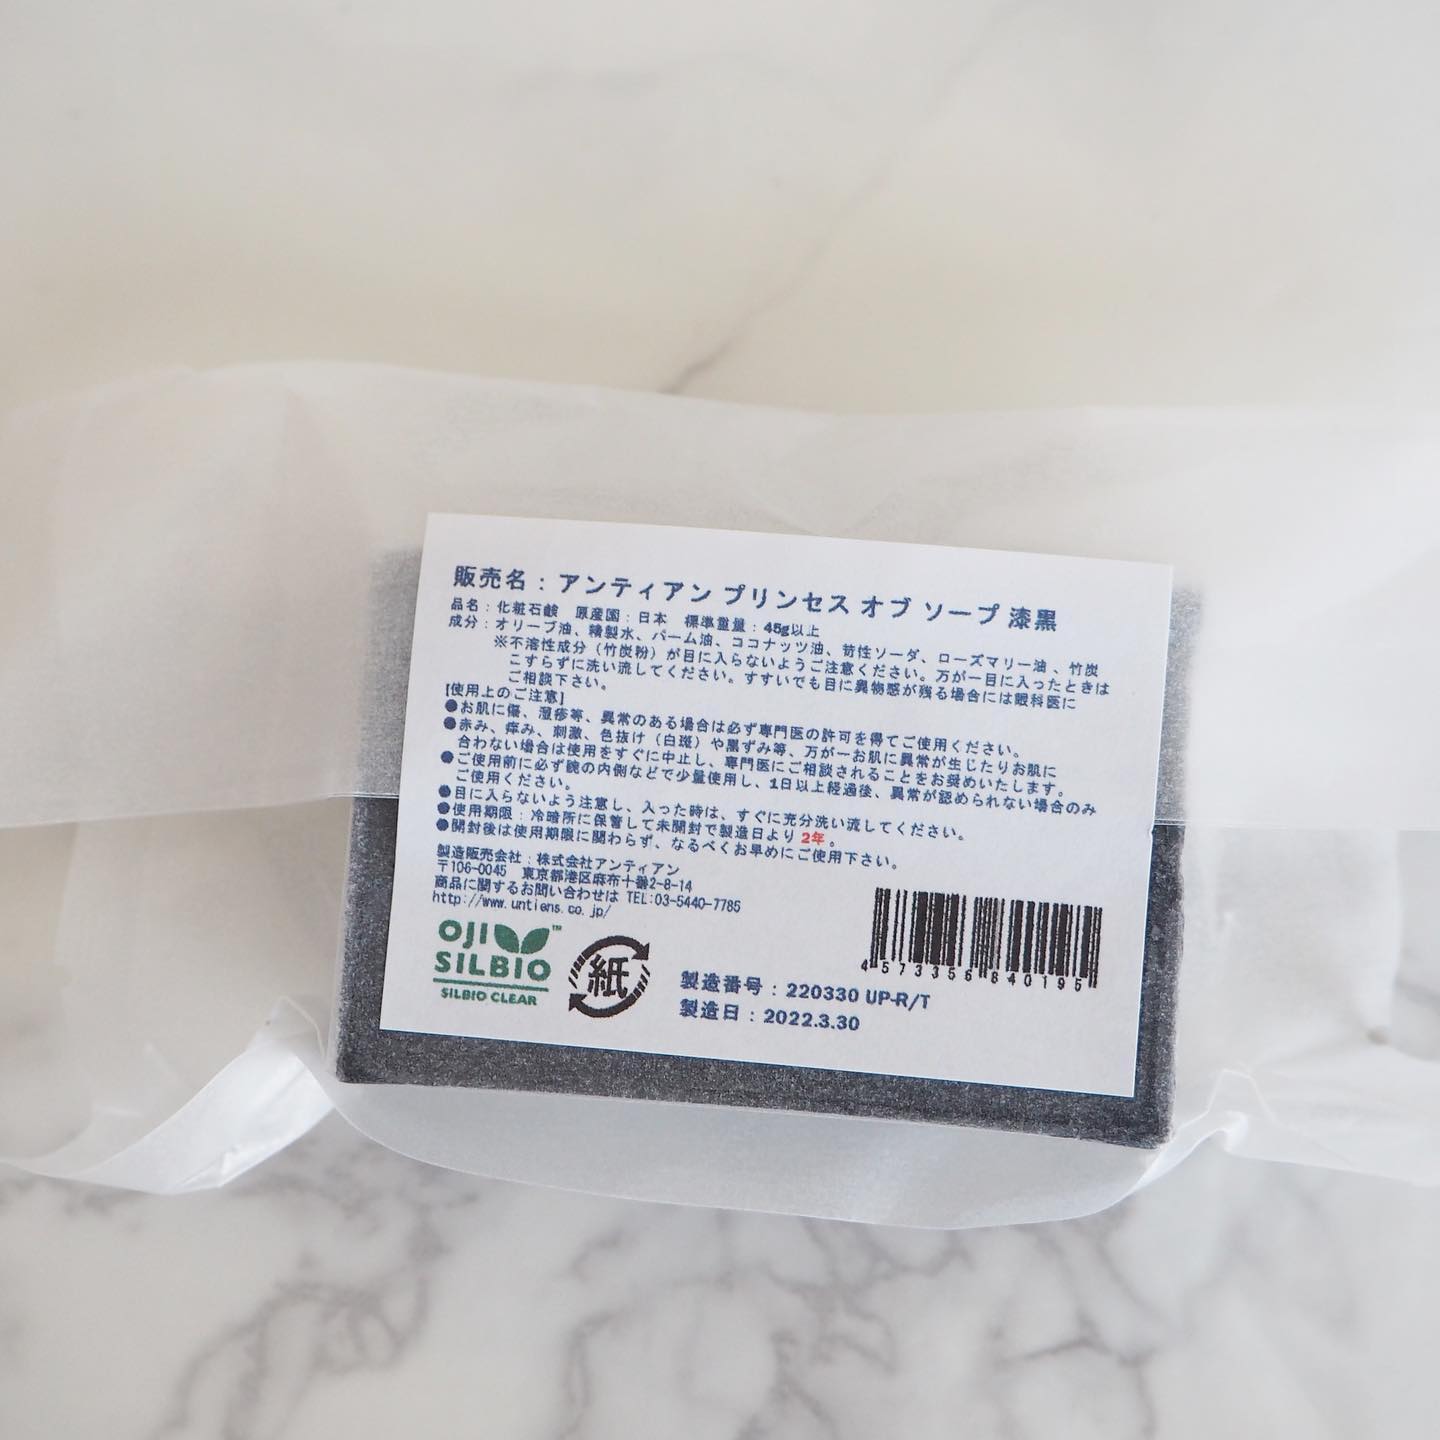 販売名：アンティアン プリンセス オブ ソープ 漆黒
品名：化粧石鹸 原産国：日本 標準重量：45g以上
成分：オリーブ油、精製水、パーム油、ココナッツ油、苛性ソーダ、ローズマリー油 、竹炭
※不溶性成分（竹炭粉）が目に入らないようご注意ください。万が一目に入ったときは
こすらずに洗い流してください。すすいでも目に異物感が残る場合には眼科医に
ご相談下さい。
[使用上のご注意]
●お肌に傷、湿疹等、異常のある場合は必ず専門医の許可を得てご使用ください。
●赤み、痒み、刺激、色抜け（白斑）や黒ずみ等、万が一お肌に異常が生じたりお肌に
合わない場合は使用をすぐに中止し、専門医にご相談されることをお奨めいたします。
●ご使用前に必ず腕の内側などで少量使用し、1日以上経過後、異常が認められない場合のみ
ご使用ください。
●目に入らないよう注意し、入った時は、すぐに充分洗い流してください。
●使用期限：冷暗所に保管して未開封で製造日より 2年。
●開封後は使用期限に関わらず、なるべくお早めにご使用下さい。
製造販売会社：株式会社アンティアン
〒106-0045 東京都港区麻布十番2-8-14
商品に関するお問い合わせは TEL:03-5440-7785
http://www.untiens.co.jp/
OJI ™
SILBIO
SILBIO CLEAR
紙
4573356840195
製造番号：220330 UP-R/T
製造日：2022.3.30